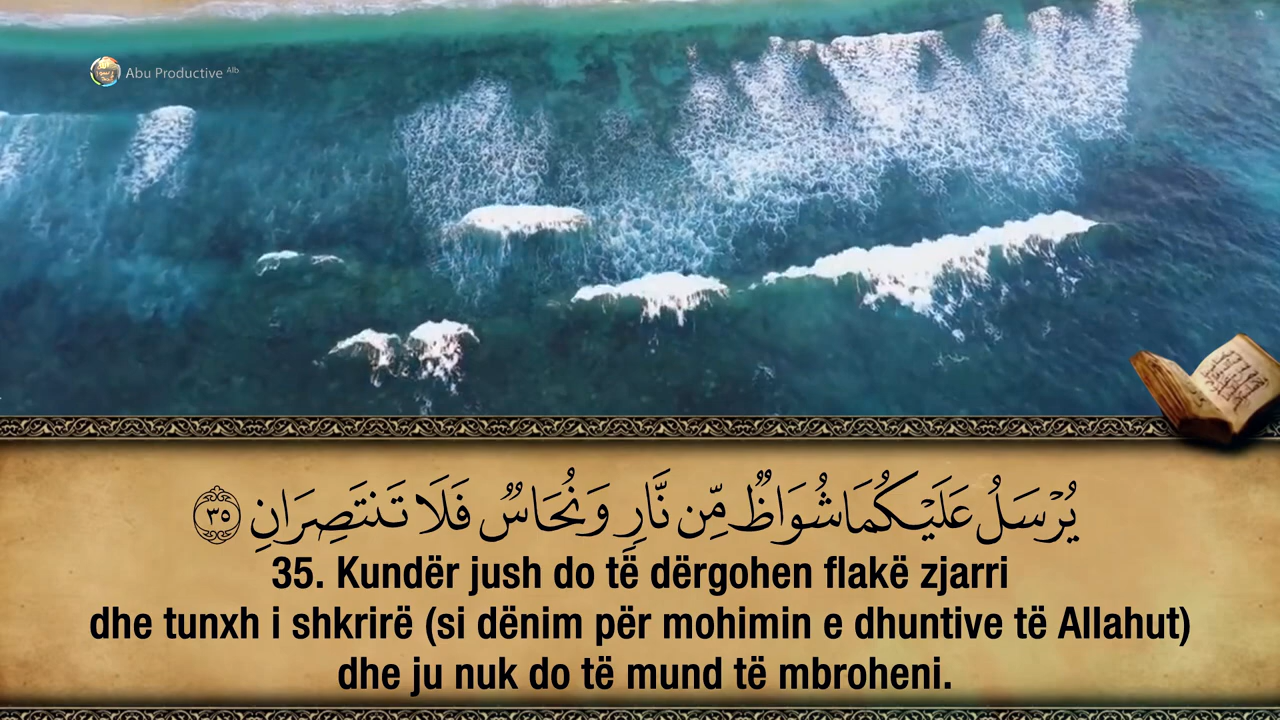 Abu Productive Alb
يُرْسَلُ عَلَيْكُمَا شُوَاظٌ مِّن نَّارٍ وَنُحَاسٌ فَلَا تَنتَصِرَانِ ٣٥
35. Kundër jush do të dërgohen flakë zjarri
dhe tunxh i shkrirë (si dënim për mohimin e dhuntive të Allahut)
dhe ju nuk do të mund të mbroheni.